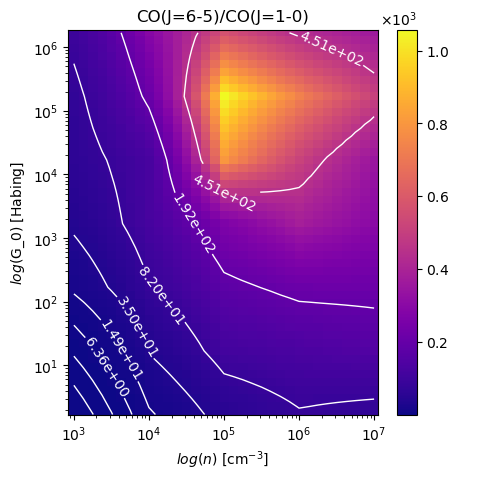 CO(J=6-5)/CO(J=1-0)
×10³
10⁶
10⁵
10⁴
10³
10²
10¹
log(G_0) [Habing]
4.51e+02
4.51e+02
1.92e+02
8.20e+01
3.50e+01
1.49e+01
6.36e+00
10³
10⁴
10⁵
10⁶
10⁷
log(n) [cm⁻³]
1.0
0.8
0.6
0.4
0.2